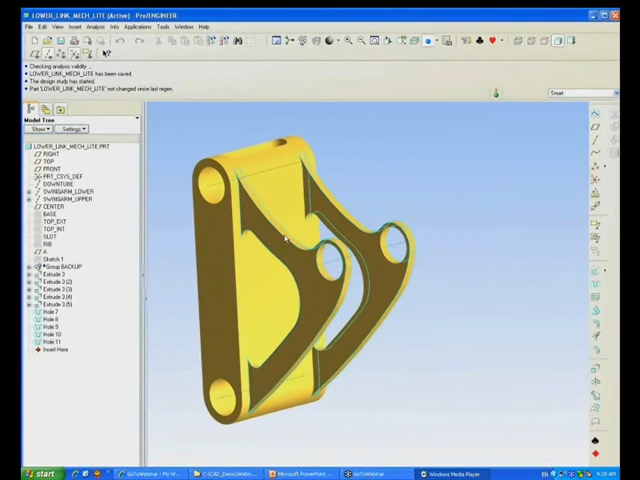 LOWER_LINK_MECH_LITE (Active) - Pro/ENGINEER
File Edit View Insert Analysis Info Applications Tools Window Help
Checking analysis validity ...
LOWER_LINK_MECH_LITE has been saved.
The design study has started.
Part 'LOWER_LINK_MECH_LITE' not changed since last regen.
Smart
Model Tree
Show Settings
LOWER_LINK_MECH_LITE.PRT
RIGHT
TOP
FRONT
PRT_CSYS_DEF
DOWNTUBE
SWINGARM_LOWER
SWINGARM_UPPER
CENTER
BASE
TOP_EXT
TOP_INT
SLOT
RIB
A
Sketch 1
Group BACKUP
Extrude 3
Extrude 3 (2)
Extrude 3 (3)
Extrude 3 (4)
Extrude 3 (5)
Hole 7
Hole 8
Hole 9
Hole 10
Hole 11
Insert Here
start
GoToWebinar : My W...
Microsoft PowerPoint ...
GoToWebinar
Windows Media Player
EN
9:28 AM